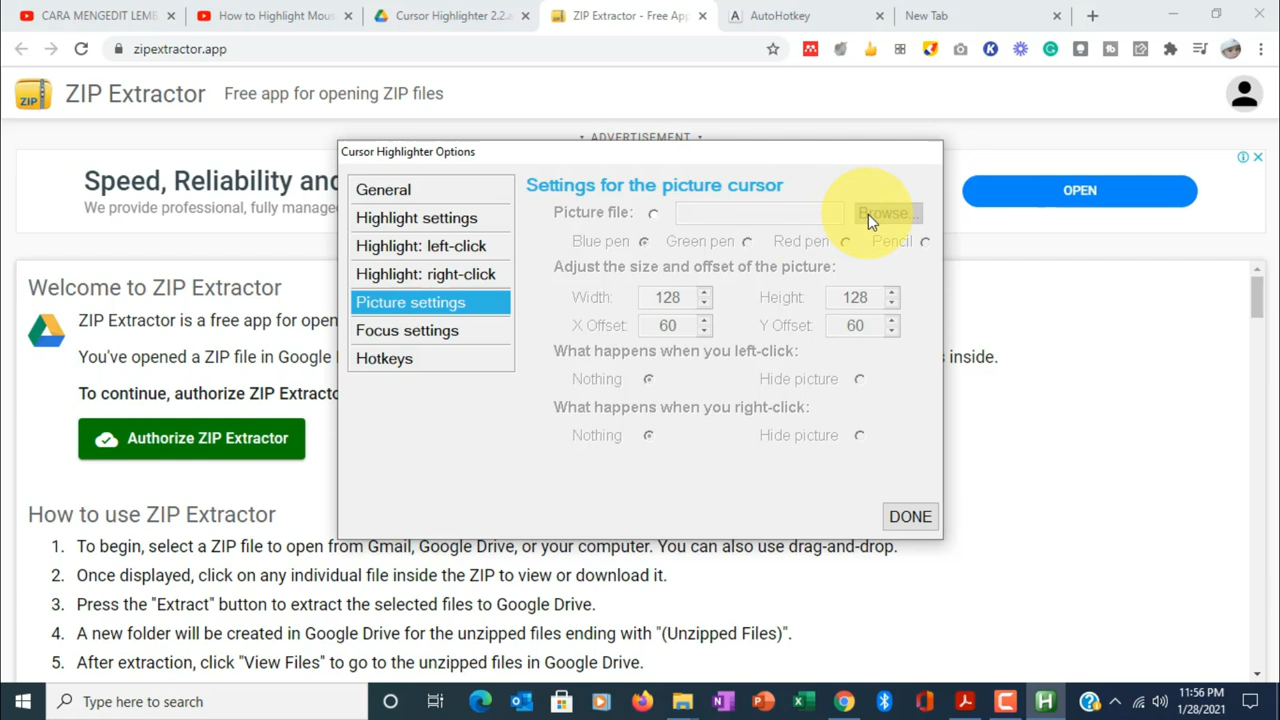 CARA MENGEDIT LEMB
How to Highlight Mous
Cursor Highlighter 2.2.
ZIP Extractor - Free App
AutoHotkey
New Tab
zipextractor.app
ZIP
ZIP Extractor
Free app for opening ZIP files
ADVERTISEMENT
Speed, Reliability and
We provide professional, fully manage
OPEN
Cursor Highlighter Options
General
Highlight settings
Highlight: left-click
Highlight: right-click
Picture settings
Focus settings
Hotkeys
Settings for the picture cursor
Picture file:
Browse...
Blue pen
Green pen
Red pen
Pencil
Adjust the size and offset of the picture:
Width: 128
Height: 128
X Offset: 60
Y Offset: 60
What happens when you left-click:
Nothing
Hide picture
What happens when you right-click:
Nothing
Hide picture
DONE
Welcome to ZIP Extractor
ZIP Extractor is a free app for open
You've opened a ZIP file in Google
s inside.
To continue, authorize ZIP Extracto
Authorize ZIP Extractor
How to use ZIP Extractor
1. To begin, select a ZIP file to open from Gmail, Google Drive, or your computer. You can also use drag-and-drop.
2. Once displayed, click on any individual file inside the ZIP to view or download it.
3. Press the "Extract" button to extract the selected files to Google Drive.
4. A new folder will be created in Google Drive for the unzipped files ending with "(Unzipped Files)".
5. After extraction, click "View Files" to go to the unzipped files in Google Drive.
Type here to search
11:56 PM
1/28/2021